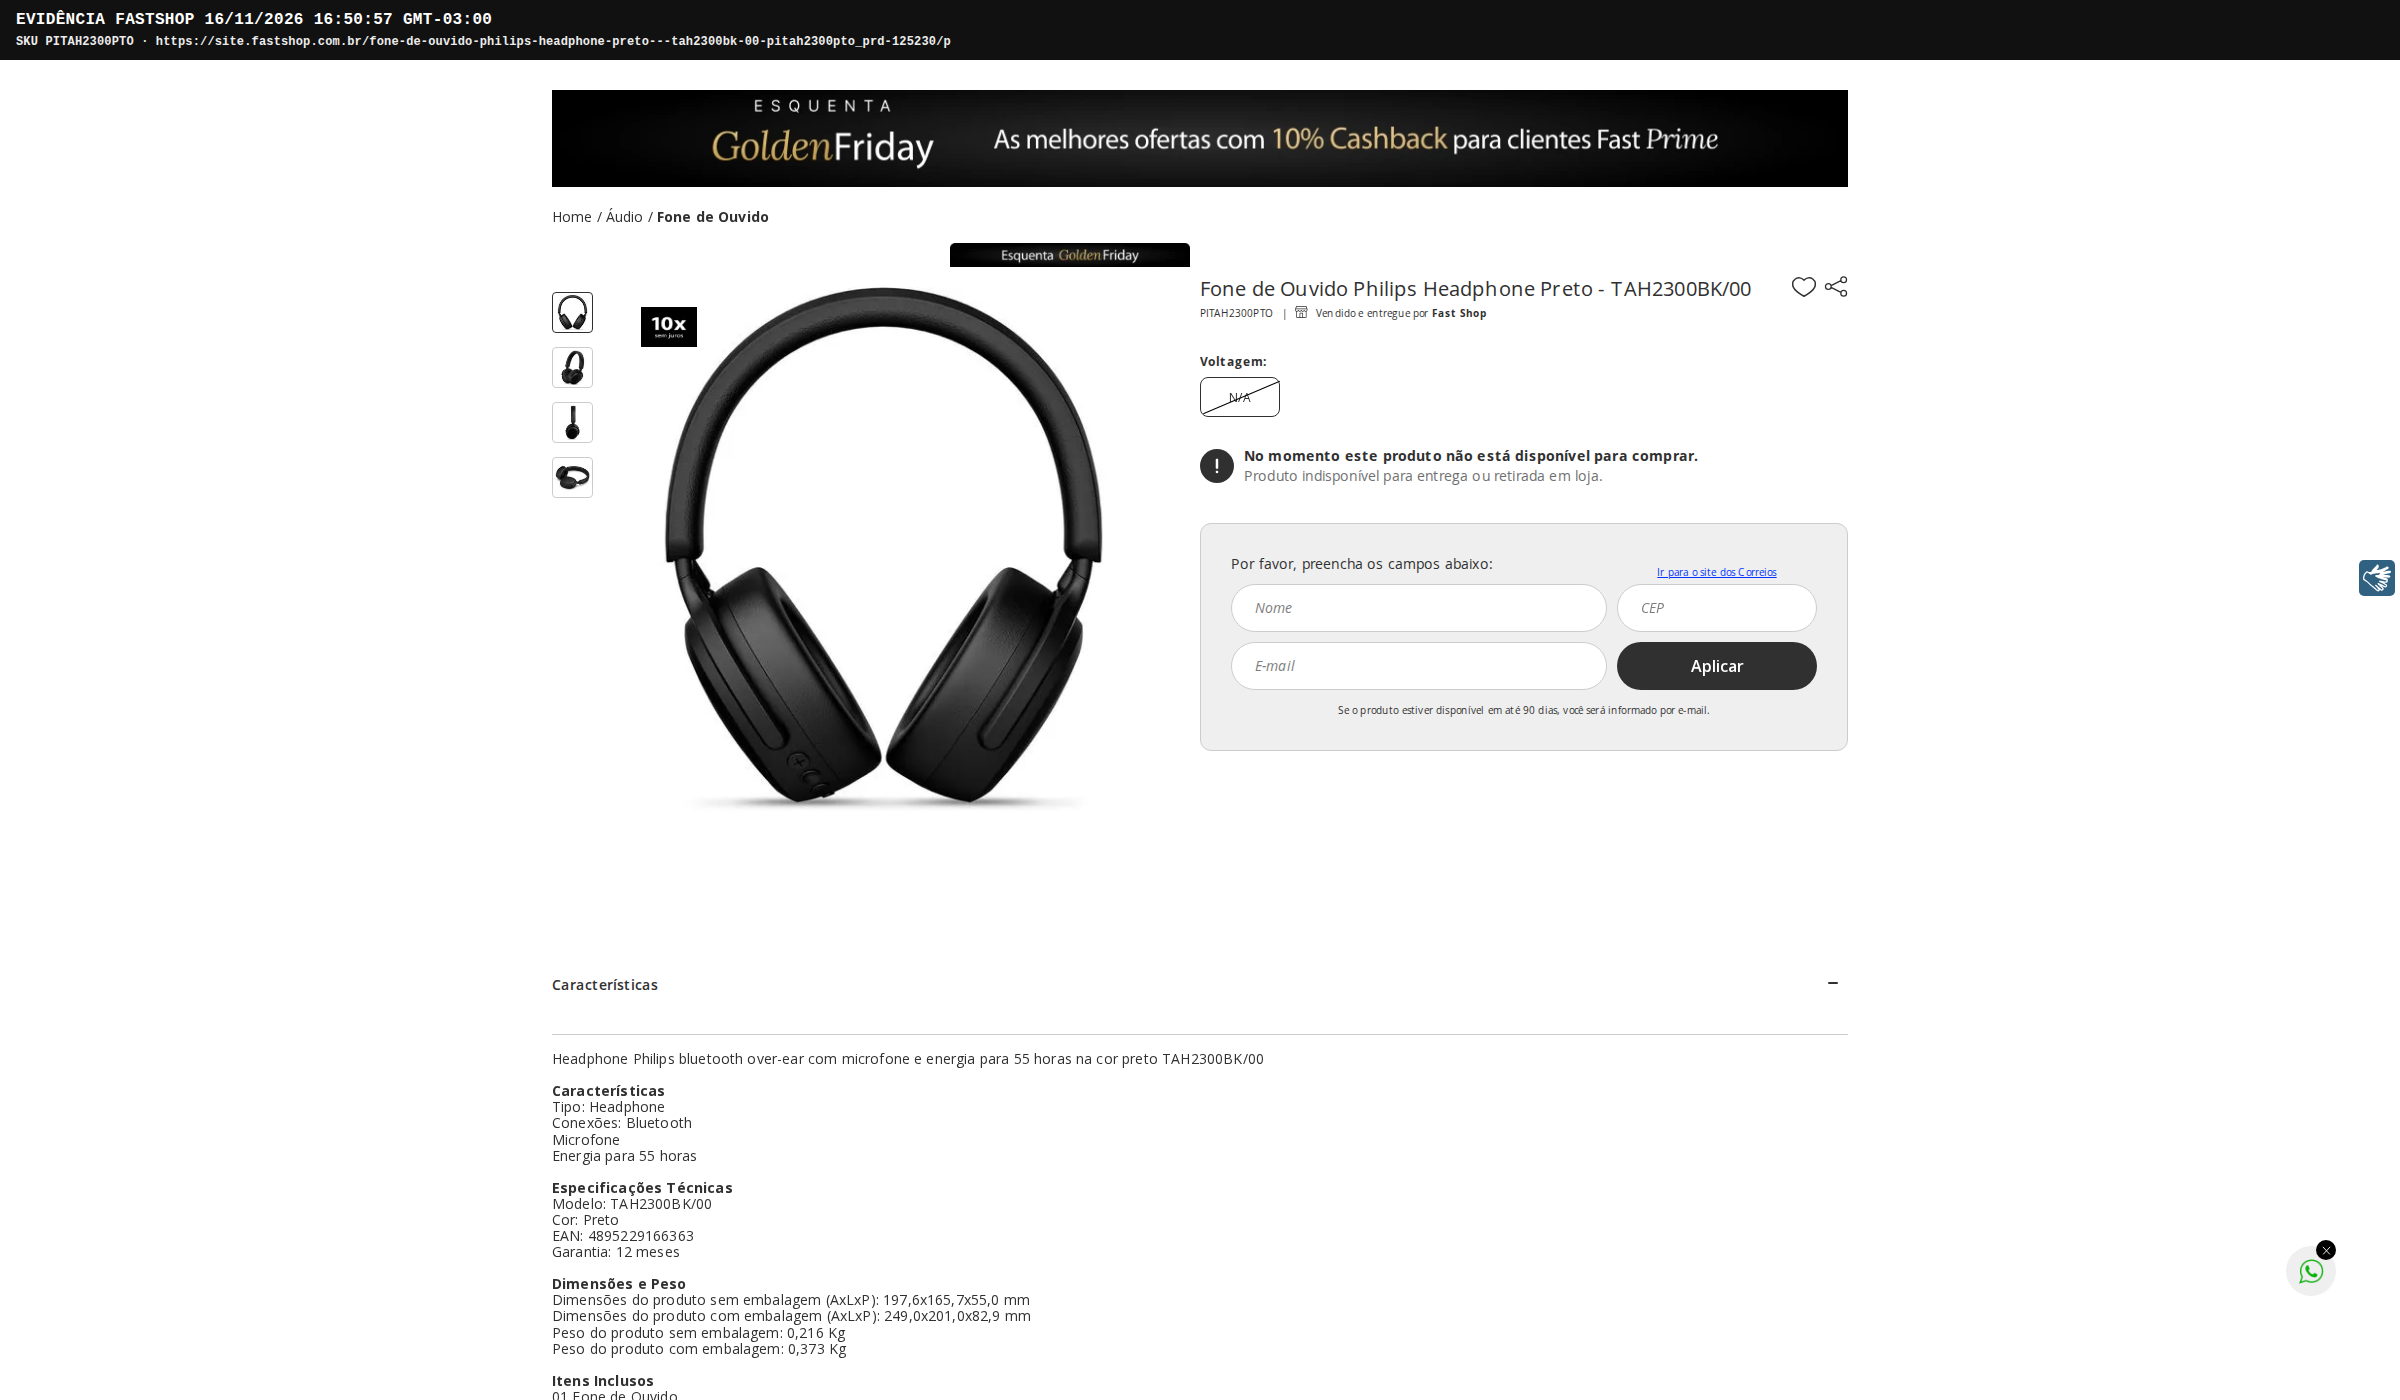 EVIDÊNCIA FASTSHOP 16/11/2026 16:50:57 GMT-03:00
SKU PITAH2300PTO · https://site.fastshop.com.br/fone-de-ouvido-philips-headphone-preto---tah2300bk-00-pitah2300pto_prd-125230/p
ESQUENTA
GoldenFriday
As melhores ofertas com 10% Cashback para clientes Fast Prime
Home / Áudio / Fone de Ouvido
Esquenta GoldenFriday
10x
sem juros
Fone de Ouvido Philips Headphone Preto - TAH2300BK/00
PITAH2300PTO | Vendido e entregue por Fast Shop
Voltagem:
N/A
No momento este produto não está disponível para comprar.
Produto indisponível para entrega ou retirada em loja.
Por favor, preencha os campos abaixo:
Ir para o site dos Correios
Nome
CEP
E-mail
Aplicar
Se o produto estiver disponível em até 90 dias, você será informado por e-mail.
Características
Headphone Philips bluetooth over-ear com microfone e energia para 55 horas na cor preto TAH2300BK/00
Características
Tipo: Headphone
Conexões: Bluetooth
Microfone
Energia para 55 horas
Especificações Técnicas
Modelo: TAH2300BK/00
Cor: Preto
EAN: 4895229166363
Garantia: 12 meses
Dimensões e Peso
Dimensões do produto sem embalagem (AxLxP): 197,6x165,7x55,0 mm
Dimensões do produto com embalagem (AxLxP): 249,0x201,0x82,9 mm
Peso do produto sem embalagem: 0,216 Kg
Peso do produto com embalagem: 0,373 Kg
Itens Inclusos
01 Fone de Ouvido